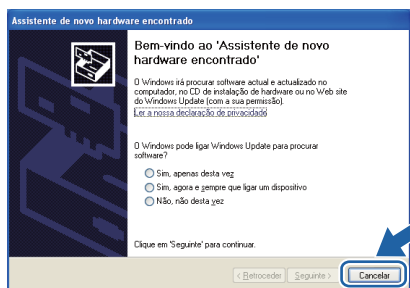 Assistente de novo hardware encontrado
Bem-vindo ao 'Assistente de novo
hardware encontrado'
O Windows irá procurar software actual e actualizado no
computador, no CD de instalação de hardware ou no Web site
do Windows Update (com a sua permissão).
Ler a nossa declaração de privacidade
O Windows pode ligar Windows Update para procurar
software?
Sim, apenas desta vez
Sim, agora e sempre que ligar um dispositivo
Não, não desta vez
Clique em 'Seguinte' para continuar.
< Retroceder
Seguinte >
Cancelar